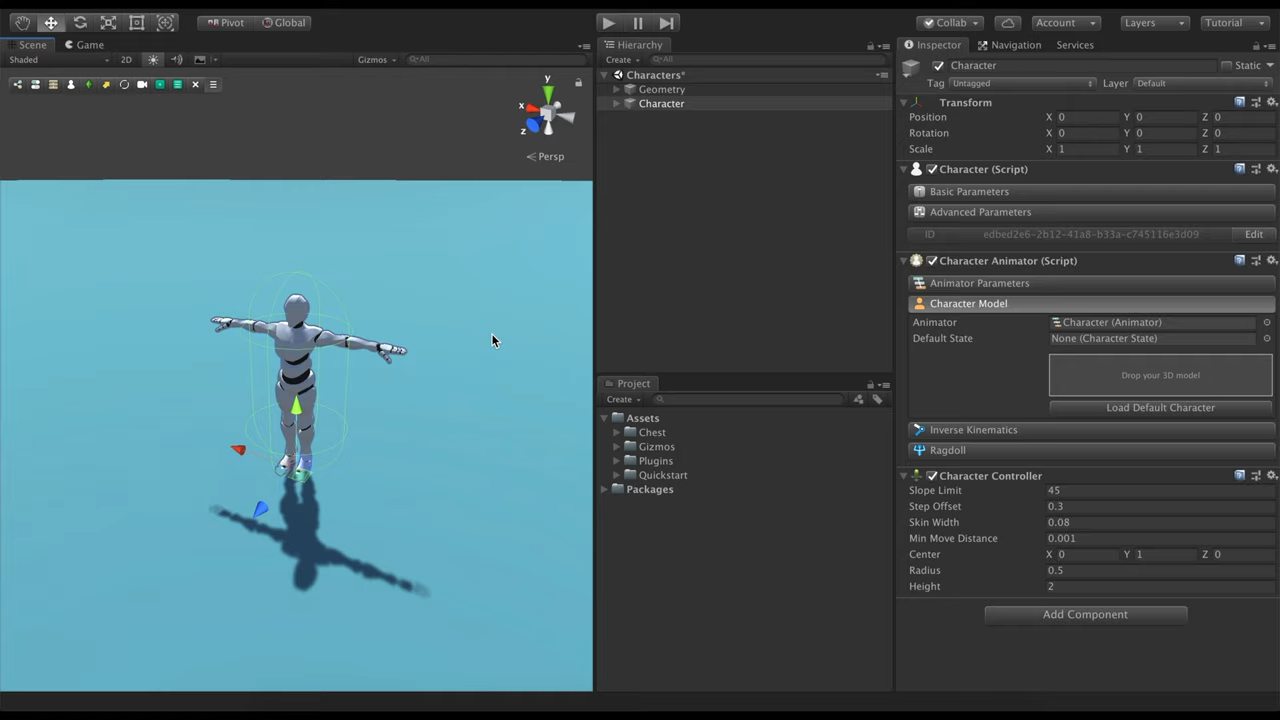 Pivot Global Collab Account Layers Tutorial
Scene Game
Shaded 2D Gizmos All
y
x
z
Persp
Hierarchy
Create All
Characters*
Geometry
Character
Project
Create
Assets
Chest
Gizmos
Plugins
Quickstart
Packages
Inspector Navigation Services
Character Static
Tag Untagged Layer Default
Transform
Position X 0 Y 0 Z 0
Rotation X 0 Y 0 Z 0
Scale X 1 Y 1 Z 1
Character (Script)
Basic Parameters
Advanced Parameters
ID edbed2e6-2b12-41a8-b33a-c745116e3d09 Edit
Character Animator (Script)
Animator Parameters
Character Model
Animator Character (Animator)
Default State None (Character State)
Drop your 3D model
Load Default Character
Inverse Kinematics
Ragdoll
Character Controller
Slope Limit 45
Step Offset 0.3
Skin Width 0.08
Min Move Distance 0.001
Center X 0 Y 1 Z 0
Radius 0.5
Height 2
Add Component